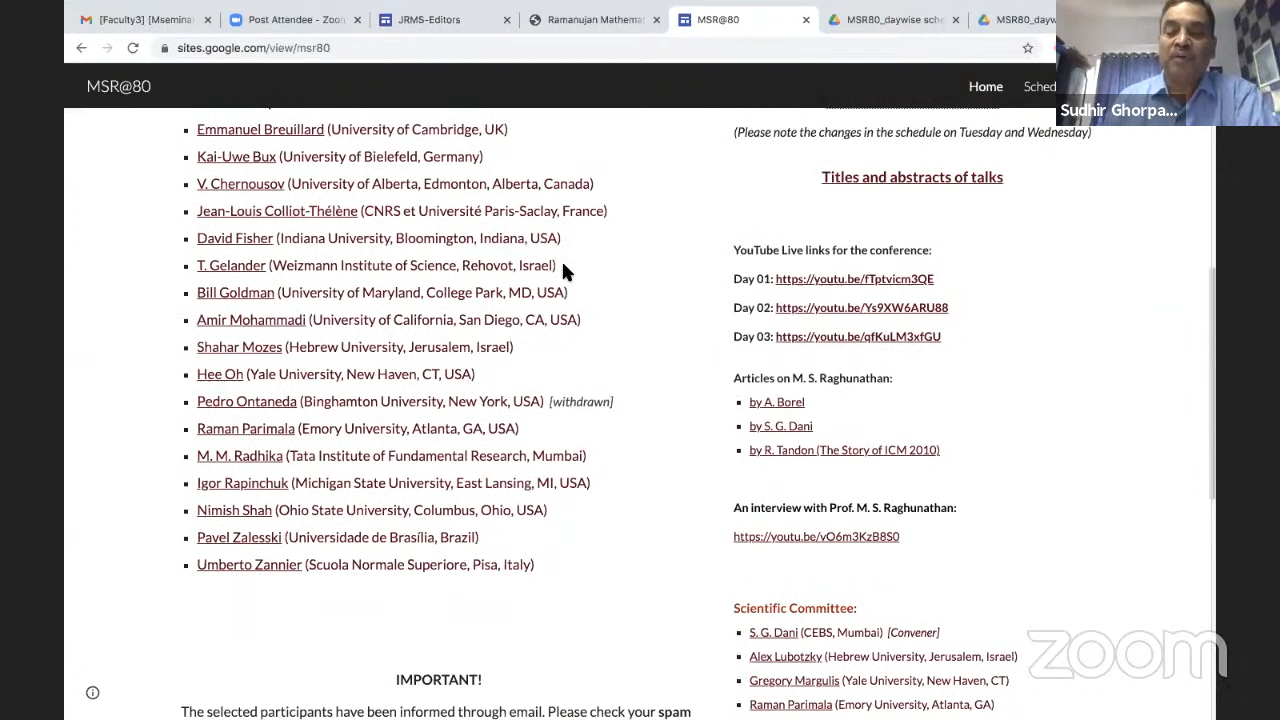 [Faculty3] [Msemina
Post Attendee - Zoom
JRMS-Editors
Ramanujan Mathema
MSR@80
MSR80_daywise sche
MSR80_dayw
sites.google.com/view/msr80
MSR@80
Home
Sched
Sudhir Ghorpa...
Emmanuel Breuillard (University of Cambridge, UK)
Kai-Uwe Bux (University of Bielefeld, Germany)
V. Chernousov (University of Alberta, Edmonton, Alberta, Canada)
Jean-Louis Colliot-Thélène (CNRS et Université Paris-Saclay, France)
David Fisher (Indiana University, Bloomington, Indiana, USA)
T. Gelander (Weizmann Institute of Science, Rehovot, Israel)
Bill Goldman (University of Maryland, College Park, MD, USA)
Amir Mohammadi (University of California, San Diego, CA, USA)
Shahar Mozes (Hebrew University, Jerusalem, Israel)
Hee Oh (Yale University, New Haven, CT, USA)
Pedro Ontaneda (Binghamton University, New York, USA) [withdrawn]
Raman Parimala (Emory University, Atlanta, GA, USA)
M. M. Radhika (Tata Institute of Fundamental Research, Mumbai)
Igor Rapinchuk (Michigan State University, East Lansing, MI, USA)
Nimish Shah (Ohio State University, Columbus, Ohio, USA)
Pavel Zalesski (Universidade de Brasília, Brazil)
Umberto Zannier (Scuola Normale Superiore, Pisa, Italy)
IMPORTANT!
The selected participants have been informed through email. Please check your spam
(Please note the changes in the schedule on Tuesday and Wednesday)
Titles and abstracts of talks
YouTube Live links for the conference:
Day 01: https://youtu.be/fTptvicm3QE
Day 02: https://youtu.be/Ys9XW6ARU88
Day 03: https://youtu.be/qfKuLM3xfGU
Articles on M. S. Raghunathan:
by A. Borel
by S. G. Dani
by R. Tandon (The Story of ICM 2010)
An interview with Prof. M. S. Raghunathan:
https://youtu.be/vO6m3KzB8S0
Scientific Committee:
S. G. Dani (CEBS, Mumbai) [Convener]
Alex Lubotzky (Hebrew University, Jerusalem, Israel)
Gregory Margulis (Yale University, New Haven, CT)
Raman Parimala (Emory University, Atlanta, GA)
zoom